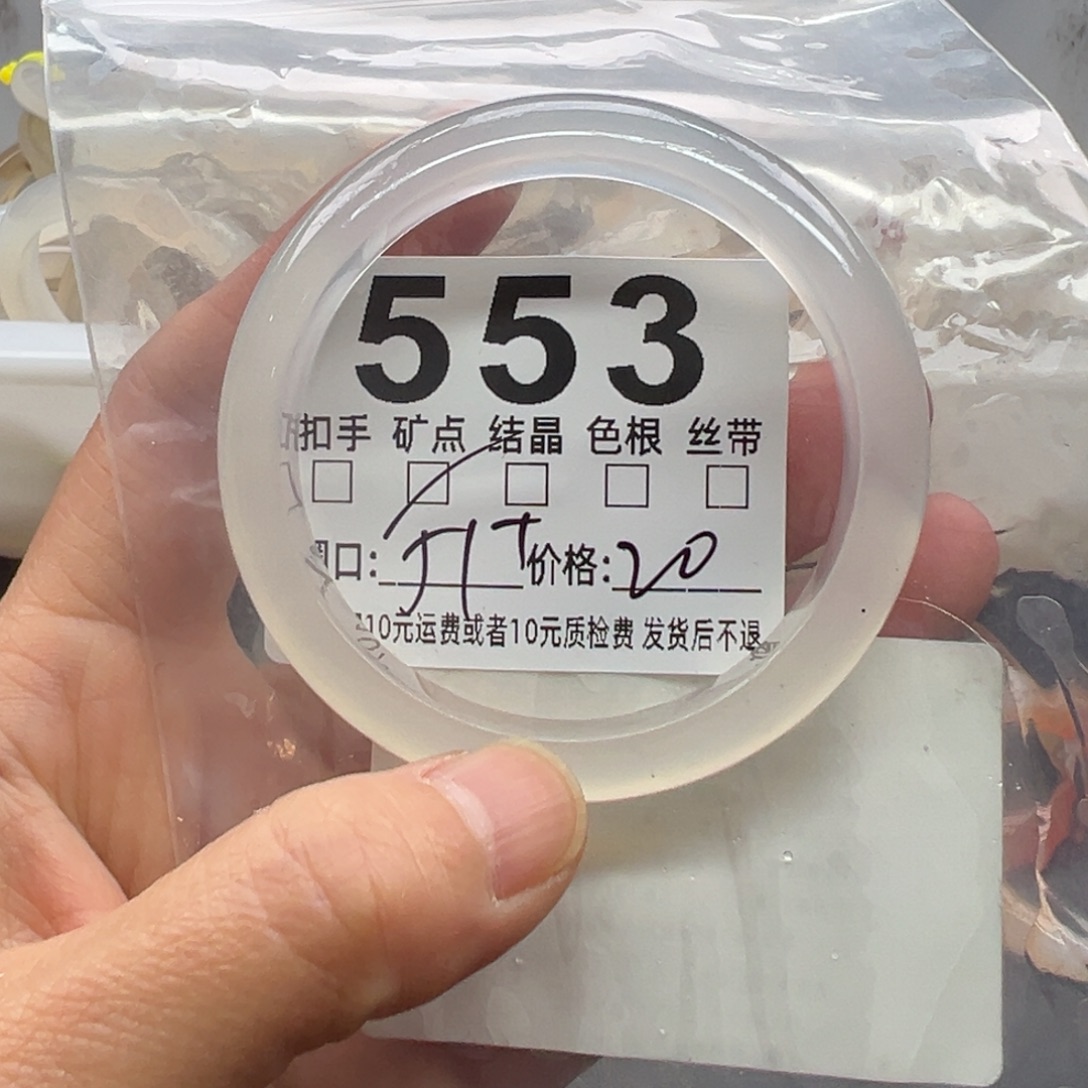 553
扣手 矿点 结晶 色根 丝带
口: 价格:20
10元运费或者10元质检费 发货后不退